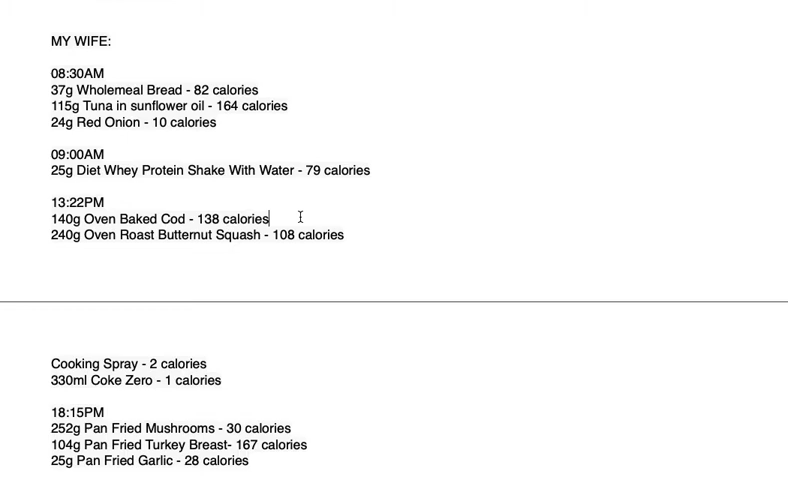 MY WIFE:
08:30AM
37g Wholemeal Bread - 82 calories
115g Tuna in sunflower oil - 164 calories
24g Red Onion - 10 calories
09:00AM
25g Diet Whey Protein Shake With Water - 79 calories
13:22PM
140g Oven Baked Cod - 138 calories
240g Oven Roast Butternut Squash - 108 calories
Cooking Spray - 2 calories
330ml Coke Zero - 1 calories
18:15PM
252g Pan Fried Mushrooms - 30 calories
104g Pan Fried Turkey Breast- 167 calories
25g Pan Fried Garlic - 28 calories